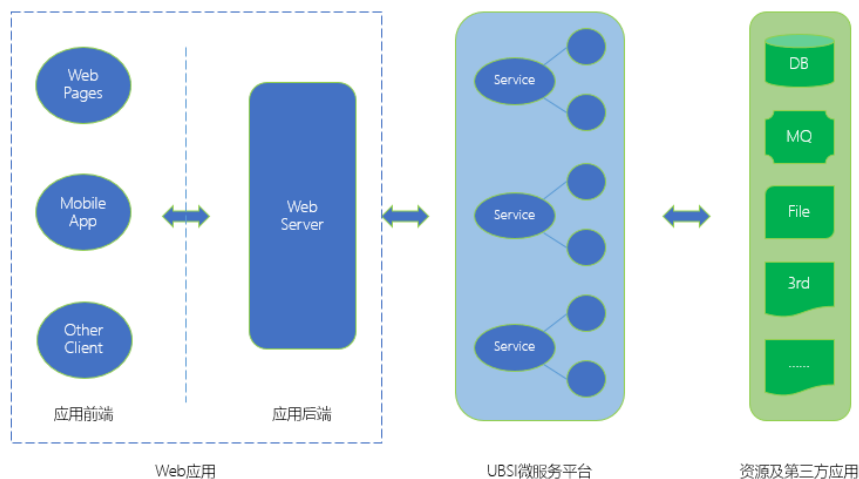 Web
Pages
Mobile
App
Other
Client
应用前端
Web
Server
应用后端
Web应用
Service
Service
Service
UBSI微服务平台
DB
MQ
File
3rd
......
资源及第三方应用